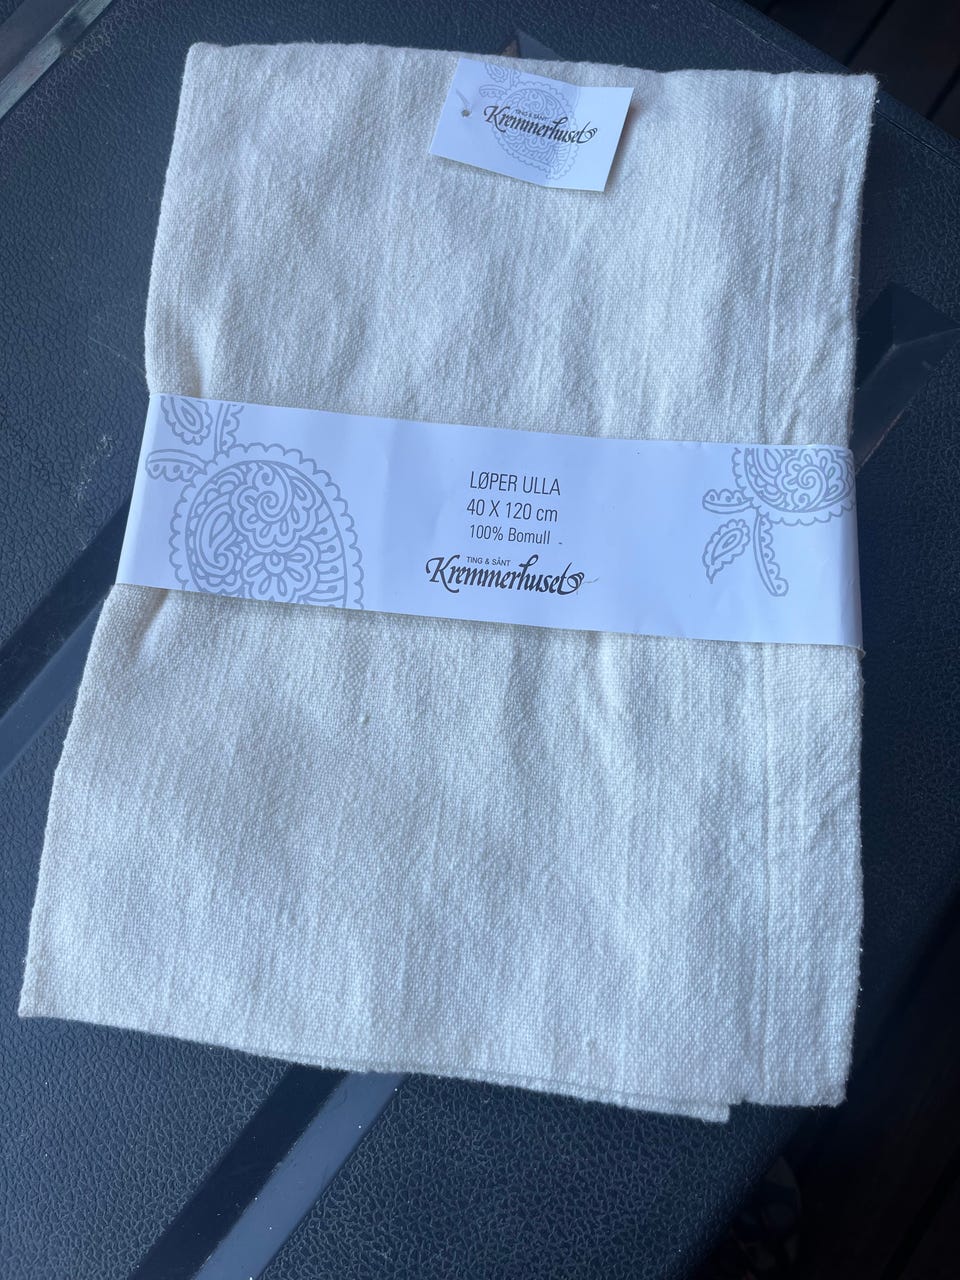 TING & SÅNT
Kremmerhuset
LØPER ULLA
40 X 120 cm
100% Bomull
TING & SÅNT
Kremmerhuset